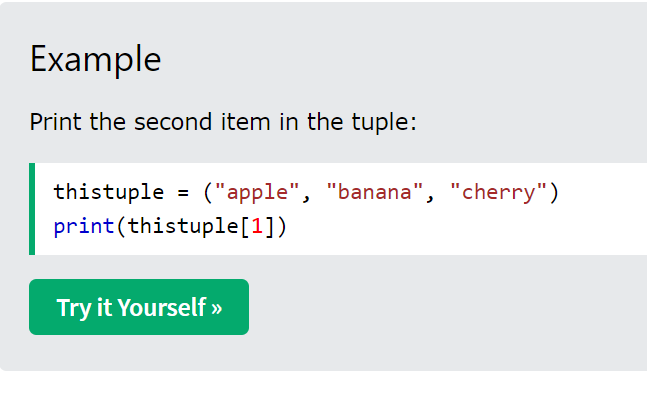 Example
Print the second item in the tuple:
thistuple = ("apple", "banana", "cherry")
print(thistuple[1])
Try it Yourself »